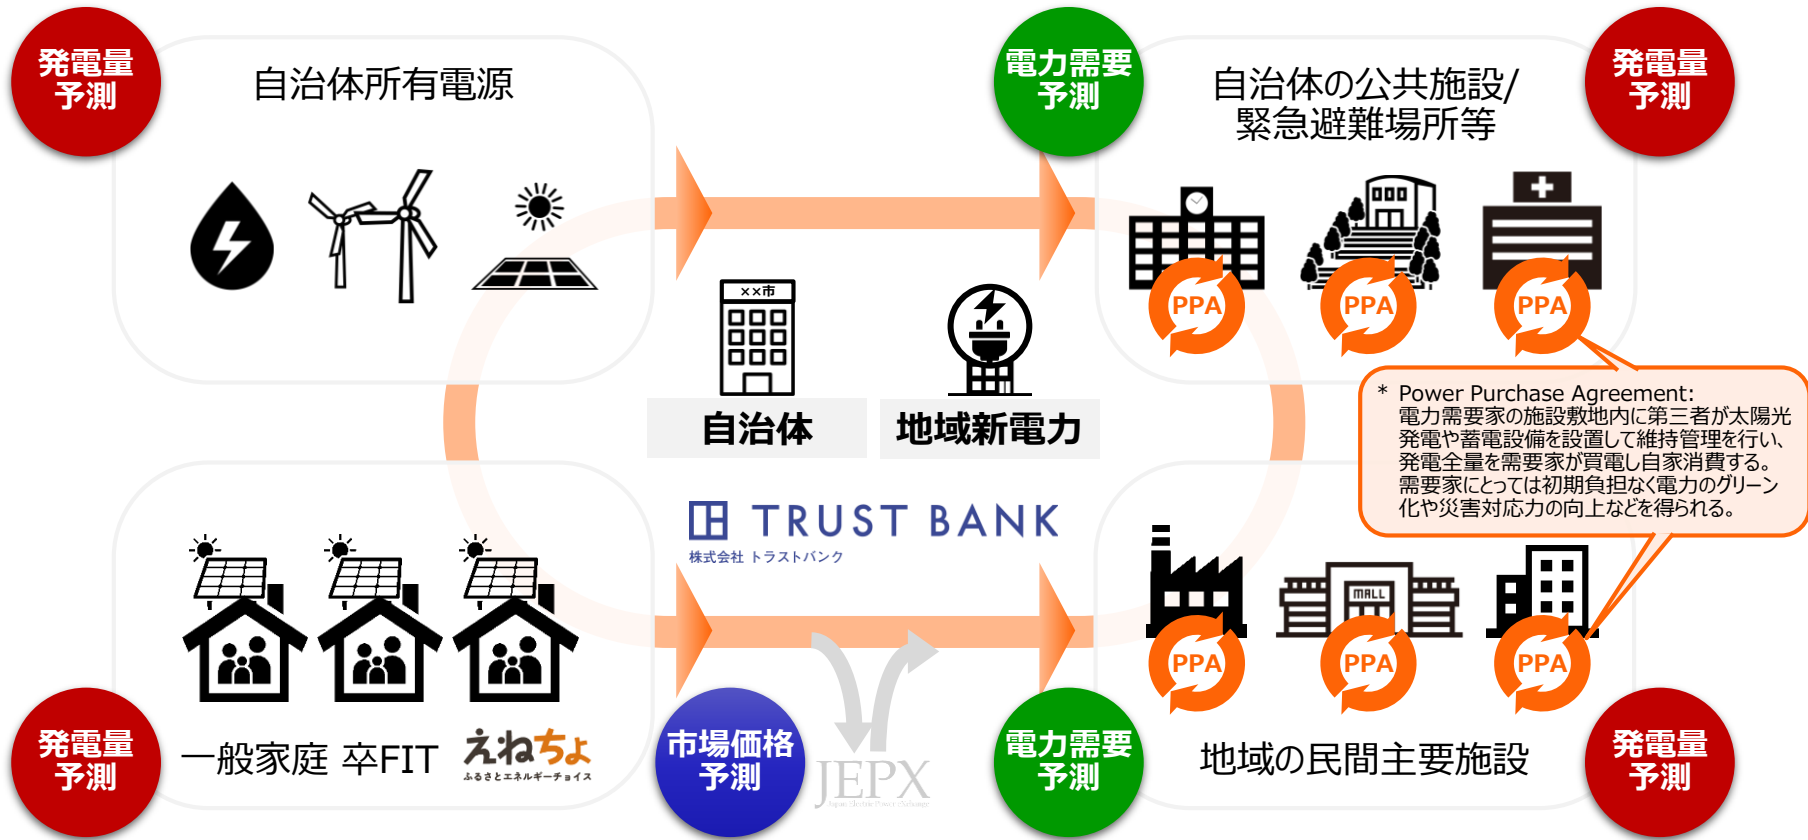 発電量
予測
自治体所有電源
電力需要
予測
自治体の公共施設/
緊急避難場所等
発電量
予測
××市
自治体
地域新電力
PPA
PPA
PPA
* Power Purchase Agreement:
電力需要家の施設敷地内に第三者が太陽光
発電や蓄電設備を設置して維持管理を行い、
発電全量を需要家が買電し自家消費する。
需要家にとっては初期負担なく電力のグリーン
化や災害対応力の向上などを得られる。
TRUST BANK
株式会社 トラストバンク
MALL
PPA
PPA
PPA
発電量
予測
一般家庭 卒FIT
えねちょ
ふるさとエネルギーチョイス
市場価格
予測
JEPX
Japan Electric Power eXchange
電力需要
予測
地域の民間主要施設
発電量
予測